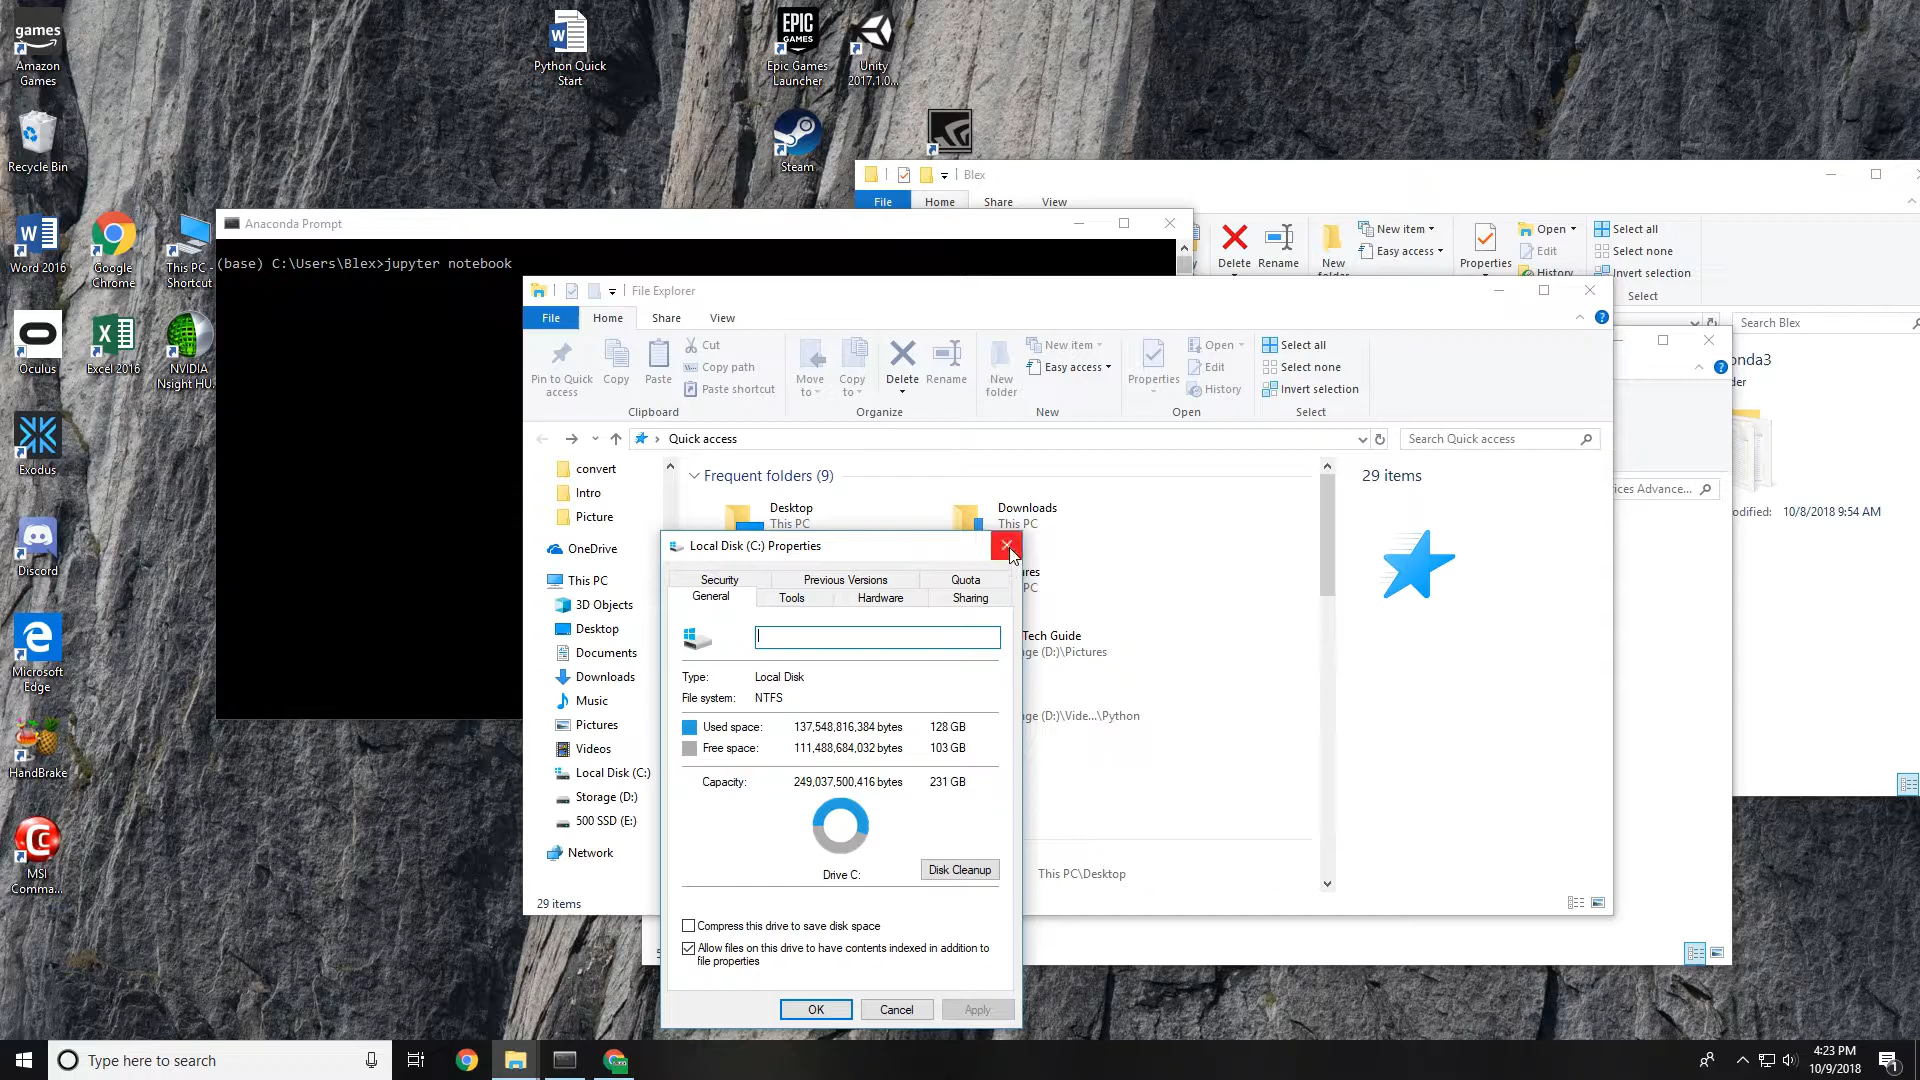 games
Amazon
Games
Recycle Bin
Word 2016
Google
Chrome
This PC -
Shortcut
Oculus
Excel 2016
NVIDIA
Nsight HU...
Exodus
Discord
Microsoft
Edge
HandBrake
MSI
Comma...
Python Quick
Start
EPIC
GAMES
Epic Games
Launcher
Unity
2017.1.0...
Steam
Blex
File
Home
Share
View
Delete
Rename
New
folder
New item
Easy access
Properties
Open
Edit
History
Select all
Select none
Invert selection
Select
Search Blex
onda3
der
ices Advance...
odified: 10/8/2018 9:54 AM
Anaconda Prompt
(base) C:\Users\Blex>jupyter notebook
File Explorer
File
Home
Share
View
Pin to Quick
access
Copy
Paste
Cut
Copy path
Paste shortcut
Clipboard
Move
to
Copy
to
Delete
Rename
Organize
New
folder
New item
Easy access
New
Properties
Open
Edit
History
Open
Select all
Select none
Invert selection
Select
Quick access
Search Quick access
convert
Intro
Picture
OneDrive
This PC
3D Objects
Desktop
Documents
Downloads
Music
Pictures
Videos
Local Disk (C:)
Storage (D:)
500 SSD (E:)
Network
29 items
Frequent folders (9)
Desktop
This PC
Downloads
This PC
ures
PC
Tech Guide
ge (D:)\Pictures
ge (D:)\Vide...\Python
This PC\Desktop
29 items
Local Disk (C:) Properties
Security
Previous Versions
Quota
General
Tools
Hardware
Sharing
Type: Local Disk
File system: NTFS
Used space: 137,548,816,384 bytes 128 GB
Free space: 111,488,684,032 bytes 103 GB
Capacity: 249,037,500,416 bytes 231 GB
Drive C:
Disk Cleanup
Compress this drive to save disk space
Allow files on this drive to have contents indexed in addition to
file properties
OK
Cancel
Apply
Type here to search
4:23 PM
10/9/2018
1